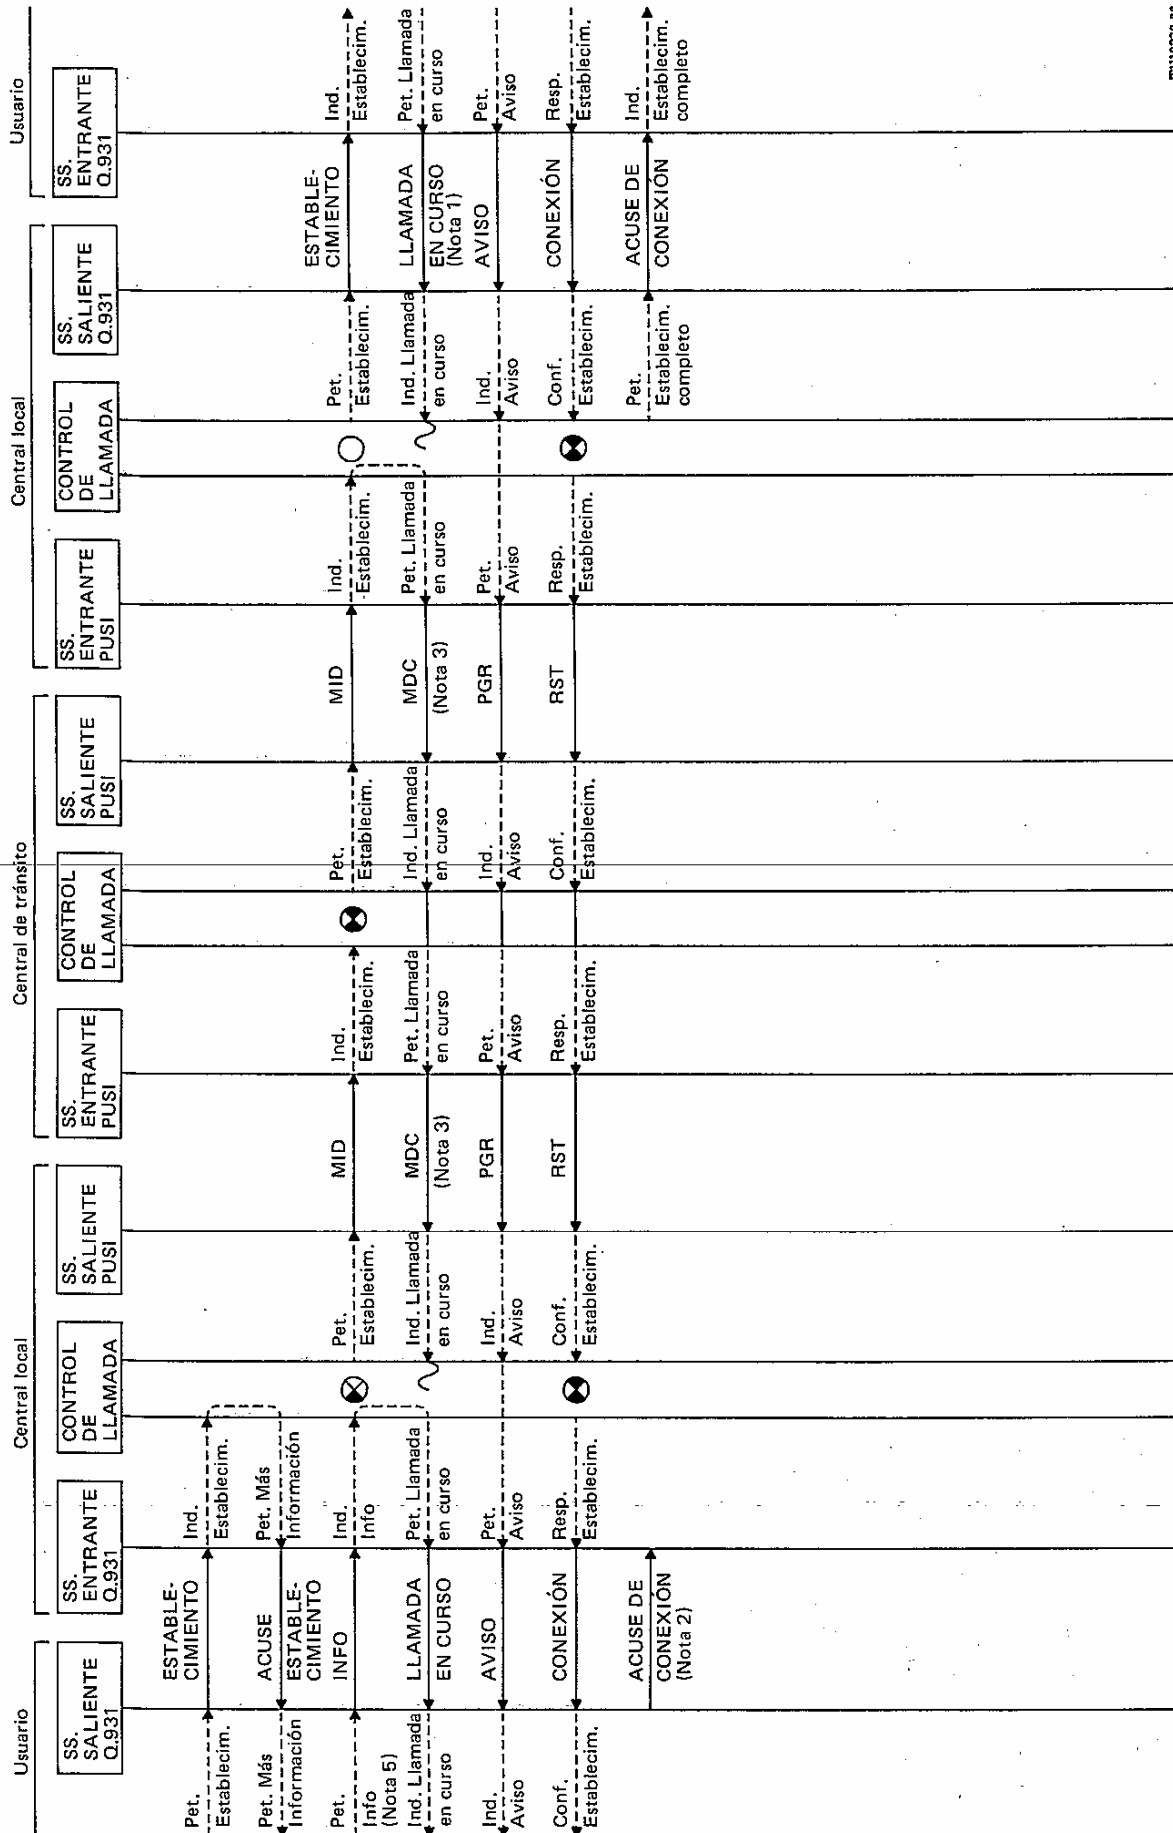 Usuario
Central local
Central de tránsito
Central local
Usuario
SS.
SALIENTE
Q.931
SS.
ENTRANTE
Q.931
CONTROL
DE
LLAMADA
SS.
SALIENTE
PUSI
SS.
ENTRANTE
PUSI
CONTROL
DE
LLAMADA
SS.
SALIENTE
PUSI
SS.
ENTRANTE
PUSI
CONTROL
DE
LLAMADA
SS.
SALIENTE
Q.931
SS.
ENTRANTE
Q.931
Pet.
Establecim.
ESTABLE-
CIMIENTO
Ind.
Establecim.
Pet. Más
Información
ACUSE
ESTABLE-
CIMIENTO
Pet. Más
Información
Pet.
Info
(Nota 5)
INFO
Ind.
Info
Pet.
Establecim.
MID
Ind.
Establecim.
Pet.
Establecim.
MID
Ind.
Establecim.
Pet.
Establecim.
ESTABLE-
CIMIENTO
Ind.
Establecim.
Ind. Llamada
en curso
LLAMADA
EN CURSO
Pet. Llamada
en curso
Ind. Llamada
en curso
MDC
(Nota 3)
Pet. Llamada
en curso
Ind. Llamada
en curso
MDC
(Nota 3)
Pet. Llamada
en curso
Ind. Llamada
en curso
LLAMADA
EN CURSO
(Nota 1)
Pet. Llamada
en curso
Ind.
Aviso
AVISO
Pet.
Aviso
Ind.
Aviso
PGR
Pet.
Aviso
Ind.
Aviso
PGR
Pet.
Aviso
Ind.
Aviso
AVISO
Pet.
Aviso
Conf.
Establecim.
CONEXIÓN
Resp.
Establecim.
Conf.
Establecim.
RST
Resp.
Establecim.
Conf.
Establecim.
RST
Resp.
Establecim.
Conf.
Establecim.
CONEXIÓN
Resp.
Establecim.
ACUSE DE
CONEXIÓN
(Nota 2)
Pet.
Establecim.
completo
ACUSE DE
CONEXIÓN
Ind.
Establecim.
completo